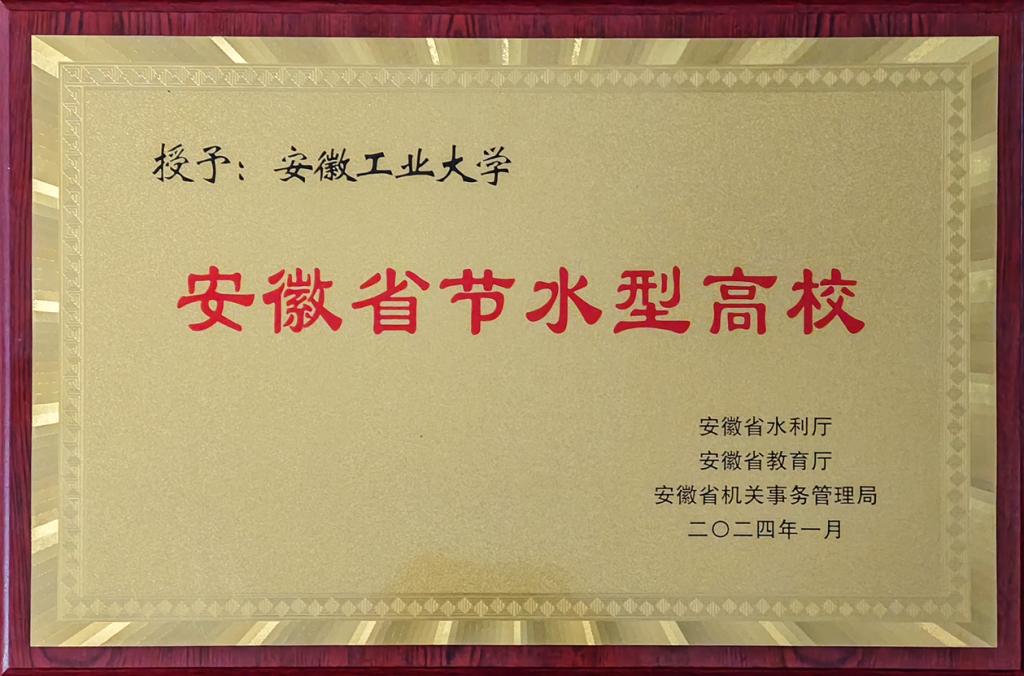 授予：安徽工业大学
安徽省节水型高校
安徽省水利厅
安徽省教育厅
安徽省机关事务管理局
二〇二四年一月